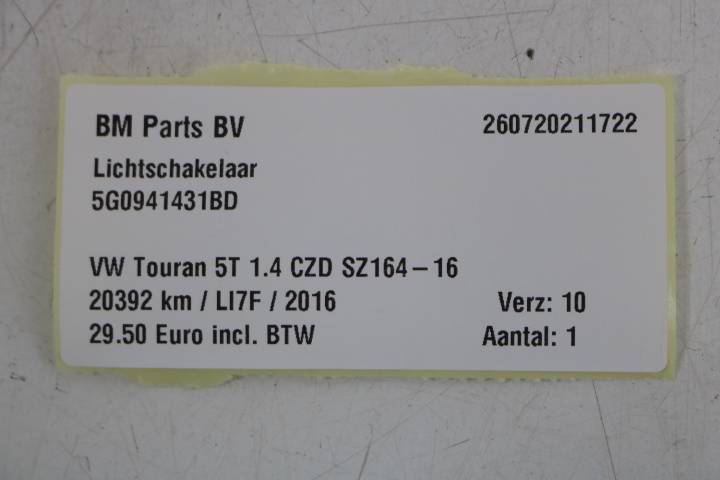 BM Parts BV 260720211722
Lichtschakelaar
5G0941431BD
VW Touran 5T 1.4 CZD SZ164-16
20392 km / LI7F / 2016 Verz: 10
29.50 Euro incl. BTW Aantal: 1